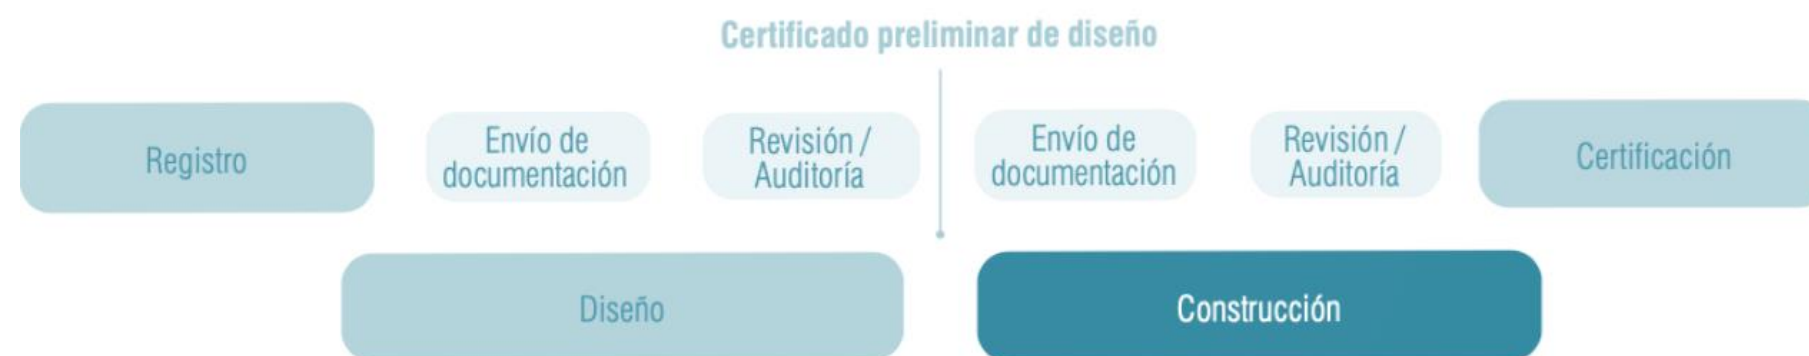 Certificado preliminar de diseño
Registro
Envío de
documentación
Revisión /
Auditoría
Envío de
documentación
Revisión /
Auditoría
Certificación
Diseño
Construcción